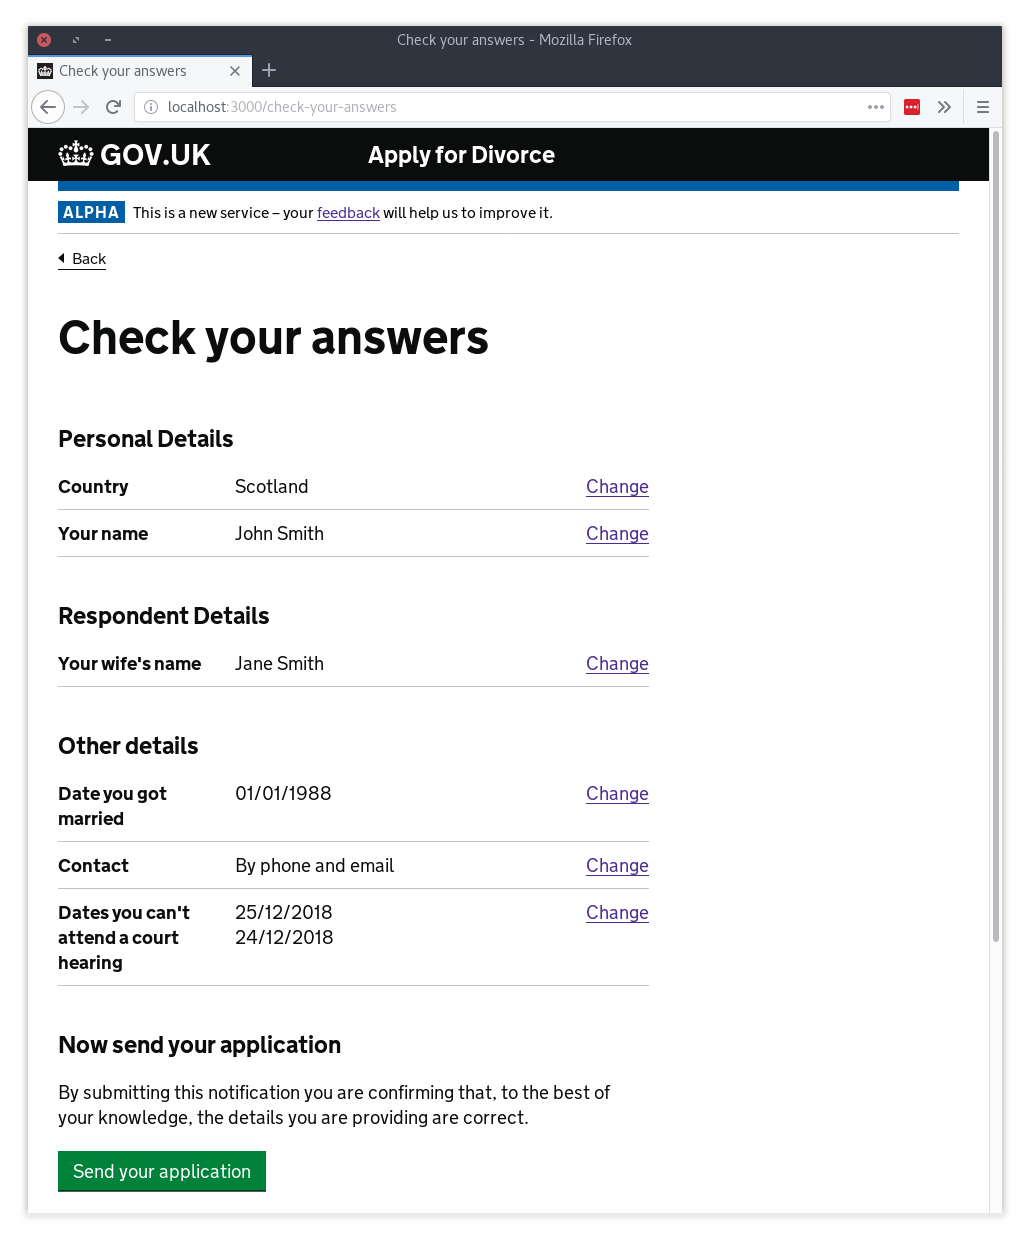 Check your answers - Mozilla Firefox
Check your answers
localhost:3000/check-your-answers
GOV.UK Apply for Divorce
ALPHA This is a new service – your feedback will help us to improve it.
Back
Check your answers
Personal Details
Country Scotland Change
Your name John Smith Change
Respondent Details
Your wife's name Jane Smith Change
Other details
Date you got 01/01/1988 Change
married
Contact By phone and email Change
Dates you can't 25/12/2018 Change
attend a court 24/12/2018
hearing
Now send your application
By submitting this notification you are confirming that, to the best of
your knowledge, the details you are providing are correct.
Send your application